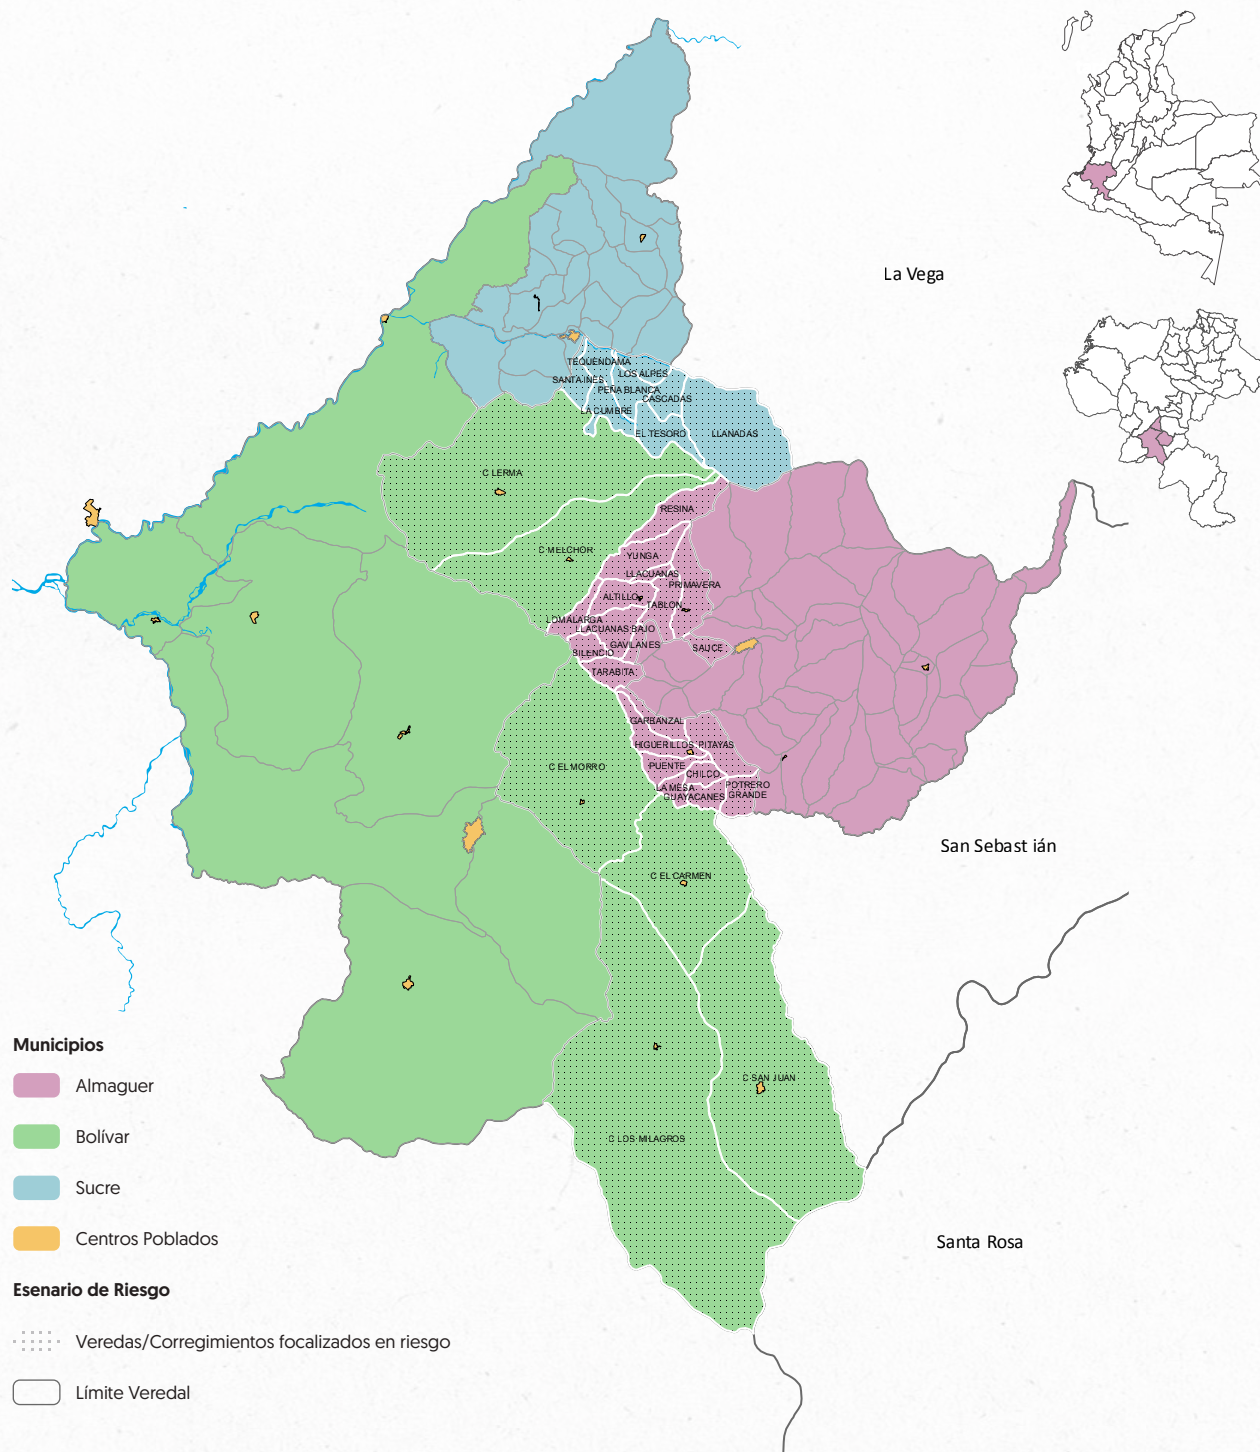 La Vega
TEQUENDAMA
LOS ALPES
SANTA INES
PEÑA BLANCA
CASCADAS
LA CUMBRE
EL TESORO
LLANADAS
C LERMA
RESINA
C MELCHOR
YUNGA
LLACUANAS
PRIMAVERA
ALTILLO
TABLON
LOMALARGA
LLACUANAS BAJO
GAVILANES
SAUCE
SILENCIO
TARABITA
GARBANZAL
HIGUERILLOS
PITAYAS
PUENTE
C EL MORRO
CHILCO
LA MESA
POTRERO
GRANDE
GUAYACANES
San Sebast ián
C EL CARMEN
C SAN JUAN
C LOS MILAGROS
Santa Rosa
Municipios
Almaguer
Bolívar
Sucre
Centros Poblados
Esenario de Riesgo
Veredas/Corregimientos focalizados en riesgo
Límite Veredal